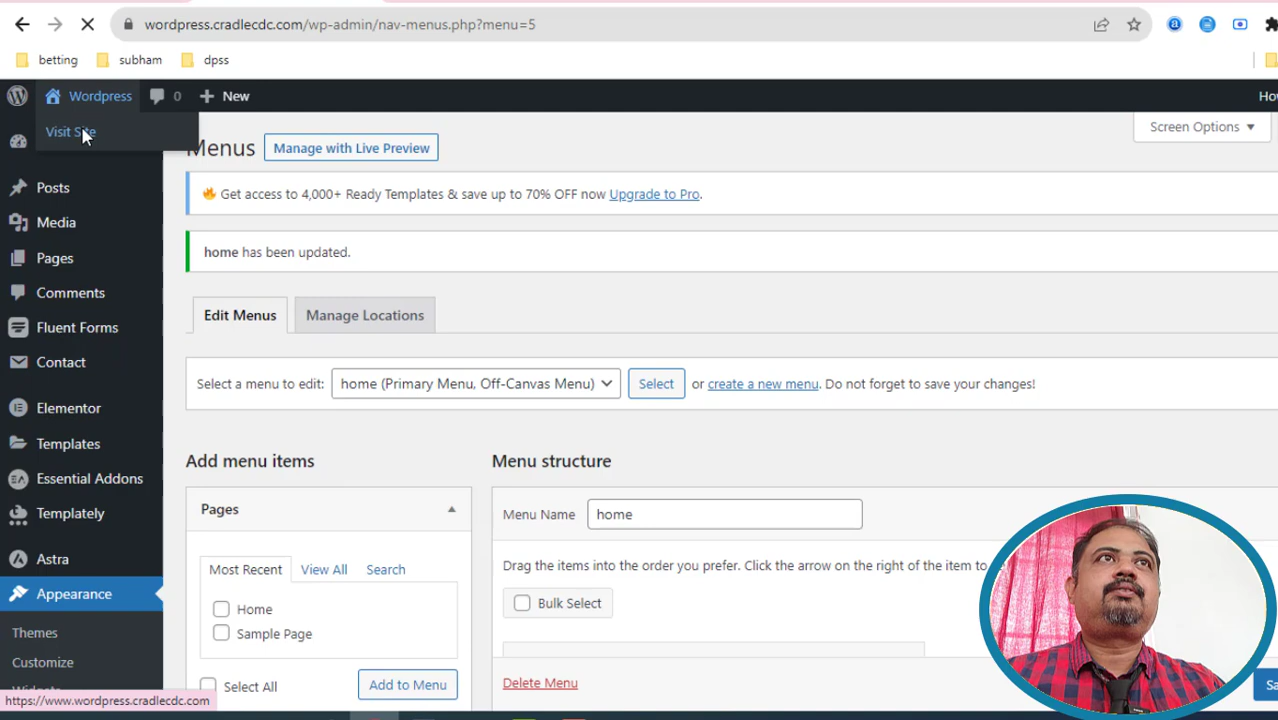 wordpress.cradlecdc.com/wp-admin/nav-menus.php?menu=5
betting subham dpss
Wordpress 0 New
Visit Site
Screen Options
Menus Manage with Live Preview
Get access to 4,000+ Ready Templates & save up to 70% OFF now Upgrade to Pro.
home has been updated.
Edit Menus Manage Locations
Select a menu to edit: home (Primary Menu, Off-Canvas Menu) Select or create a new menu. Do not forget to save your changes!
Add menu items
Menu structure
Pages
Menu Name home
Most Recent View All Search
Drag the items into the order you prefer. Click the arrow on the right of the item to
Home
Bulk Select
Sample Page
Select All Add to Menu
Delete Menu
Posts
Media
Pages
Comments
Fluent Forms
Contact
Elementor
Templates
Essential Addons
Templately
Astra
Appearance
Themes
Customize
https://www.wordpress.cradlecdc.com